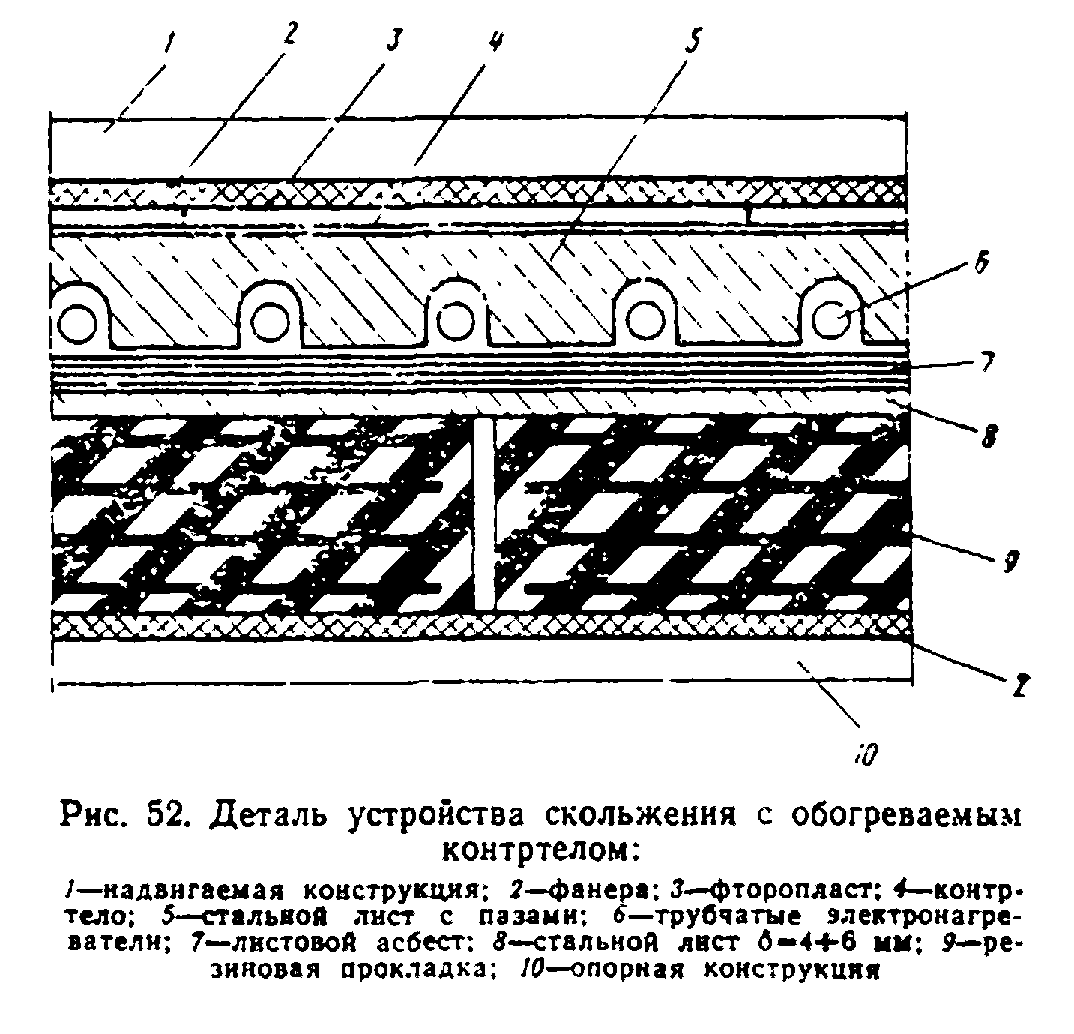 1 2 3 4 5
6
7
8
9
2
10
Рис. 52. Деталь устройства скольжения с обогреваемым
контртелом:
1—надвигаемая конструкция; 2—фанера; 3—фторопласт; 4—контр-
тело; 5—стальной лист с пазами; 6—трубчатые электронагре-
ватели; 7—листовой асбест; 8—стальной лист δ=4÷6 мм; 9—ре-
зиновая прокладка; 10—опорная конструкция